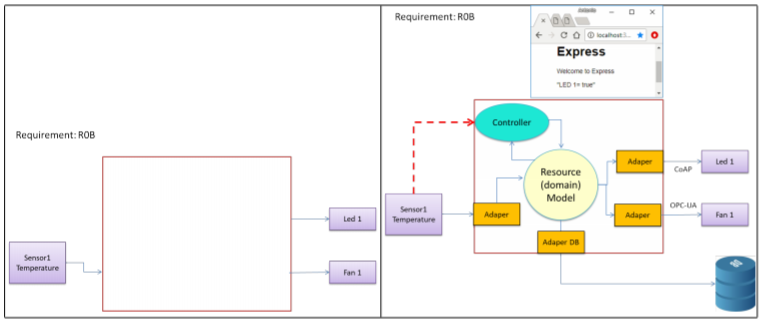 Requirement: R0B
Led 1
Sensor1
Temperature
Fan 1
Requirement: R0B
localhost:3...
Express
Welcome to Express
"LED 1= true"
Controller
Resource
(domain)
Model
Adaper
CoAP
Led 1
Sensor1
Temperature
Adaper
Adaper
OPC-UA
Fan 1
Adaper DB